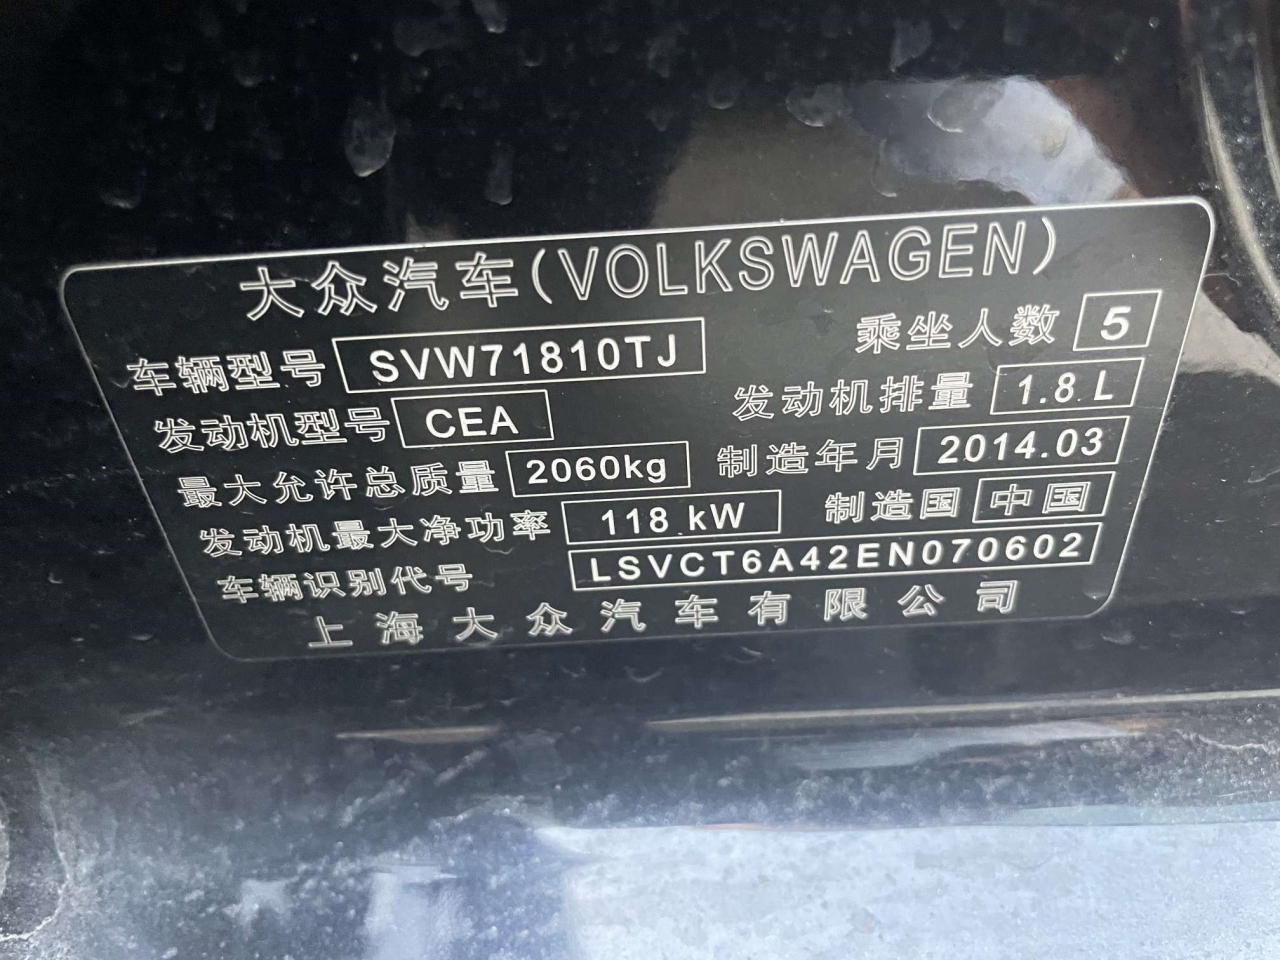 大众汽车(VOLKSWAGEN)
车辆型号 SVW71810TJ 乘坐人数 5
发动机型号 CEA 发动机排量 1.8 L
最大允许总质量 2060kg 制造年月 2014.03
发动机最大净功率 118 kW 制造国 中国
车辆识别代号 LSVCT6A42EN070602
上海大众汽车有限公司